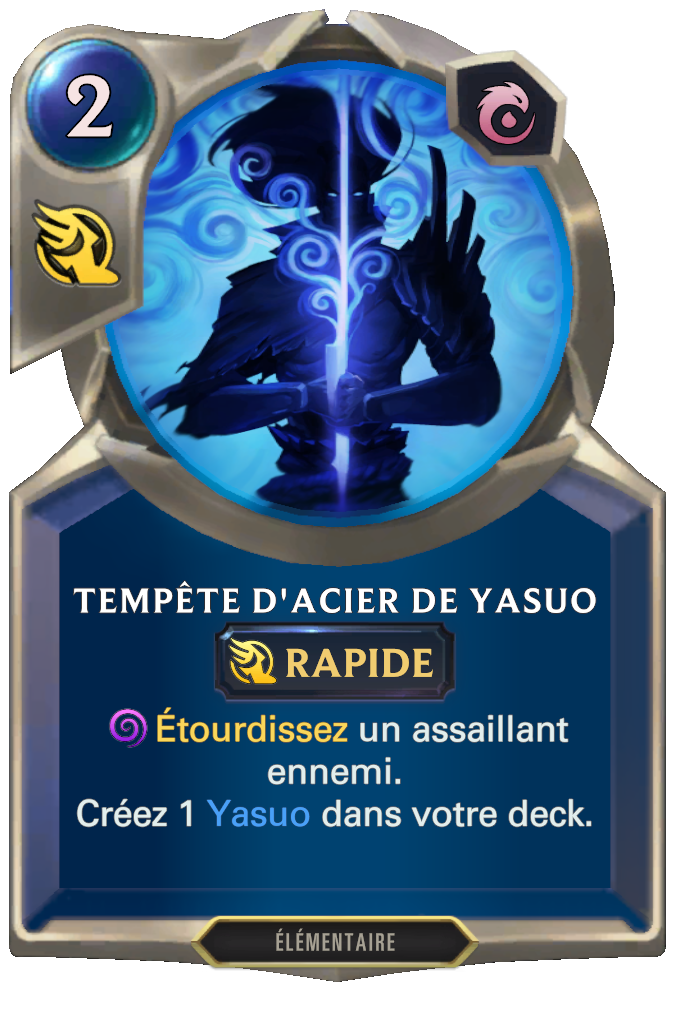 2
TEMPÊTE D'ACIER DE YASUO
RAPIDE
Étourdissez un assaillant
ennemi.
Créez 1 Yasuo dans votre deck.
ÉLÉMENTAIRE